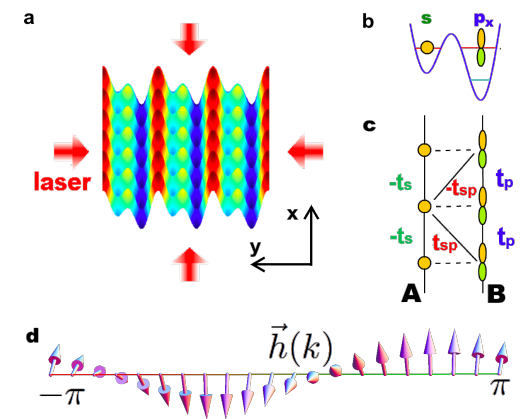 a
laser
x
y
b
s
pₓ
c
-tₛ
-tₛₚ
tₚ
-tₛ
tₛₚ
tₚ
A
B
d
h⃗(k)
−π
π